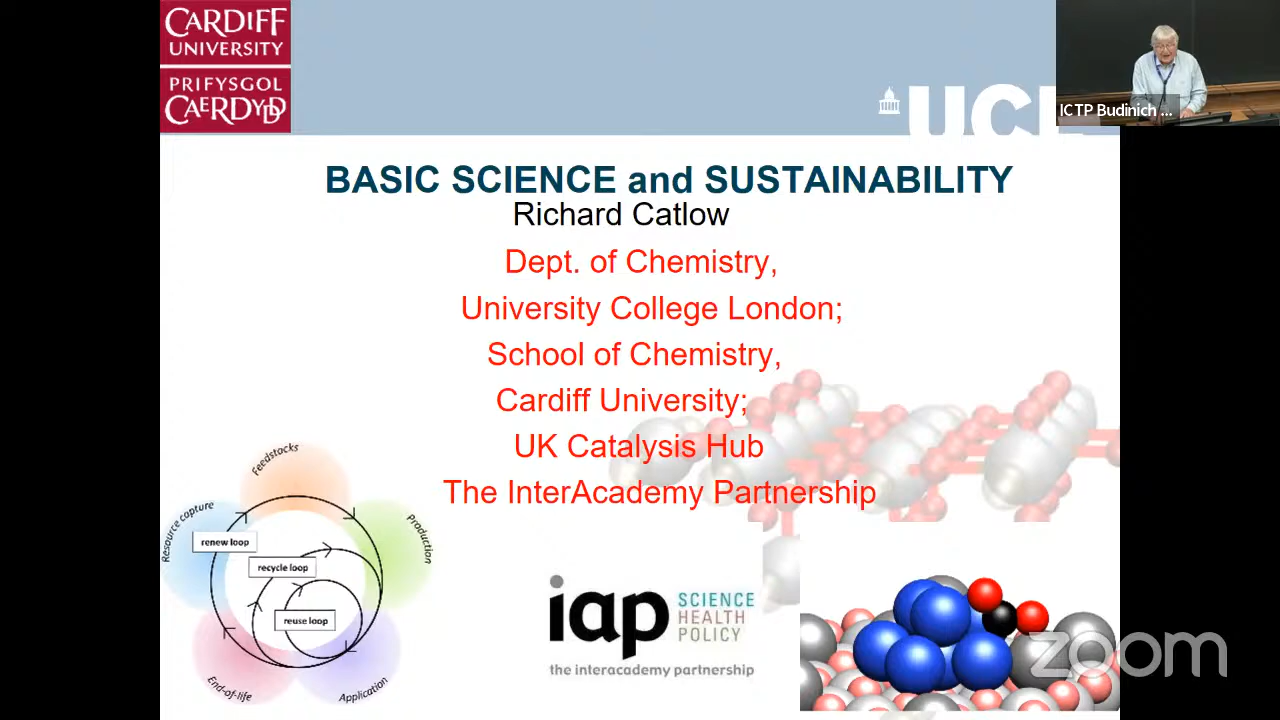 CARDIFF
UNIVERSITY
PRIFYSGOL
CAERDYDD
UCL
ICTP Budinich ...
BASIC SCIENCE and SUSTAINABILITY
Richard Catlow
Dept. of Chemistry,
University College London;
School of Chemistry,
Cardiff University;
UK Catalysis Hub
The InterAcademy Partnership
Feedstocks
Resource capture
Production
renew loop
recycle loop
reuse loop
End-of-life
Application
iap
SCIENCE
HEALTH
POLICY
the interacademy partnership
zoom